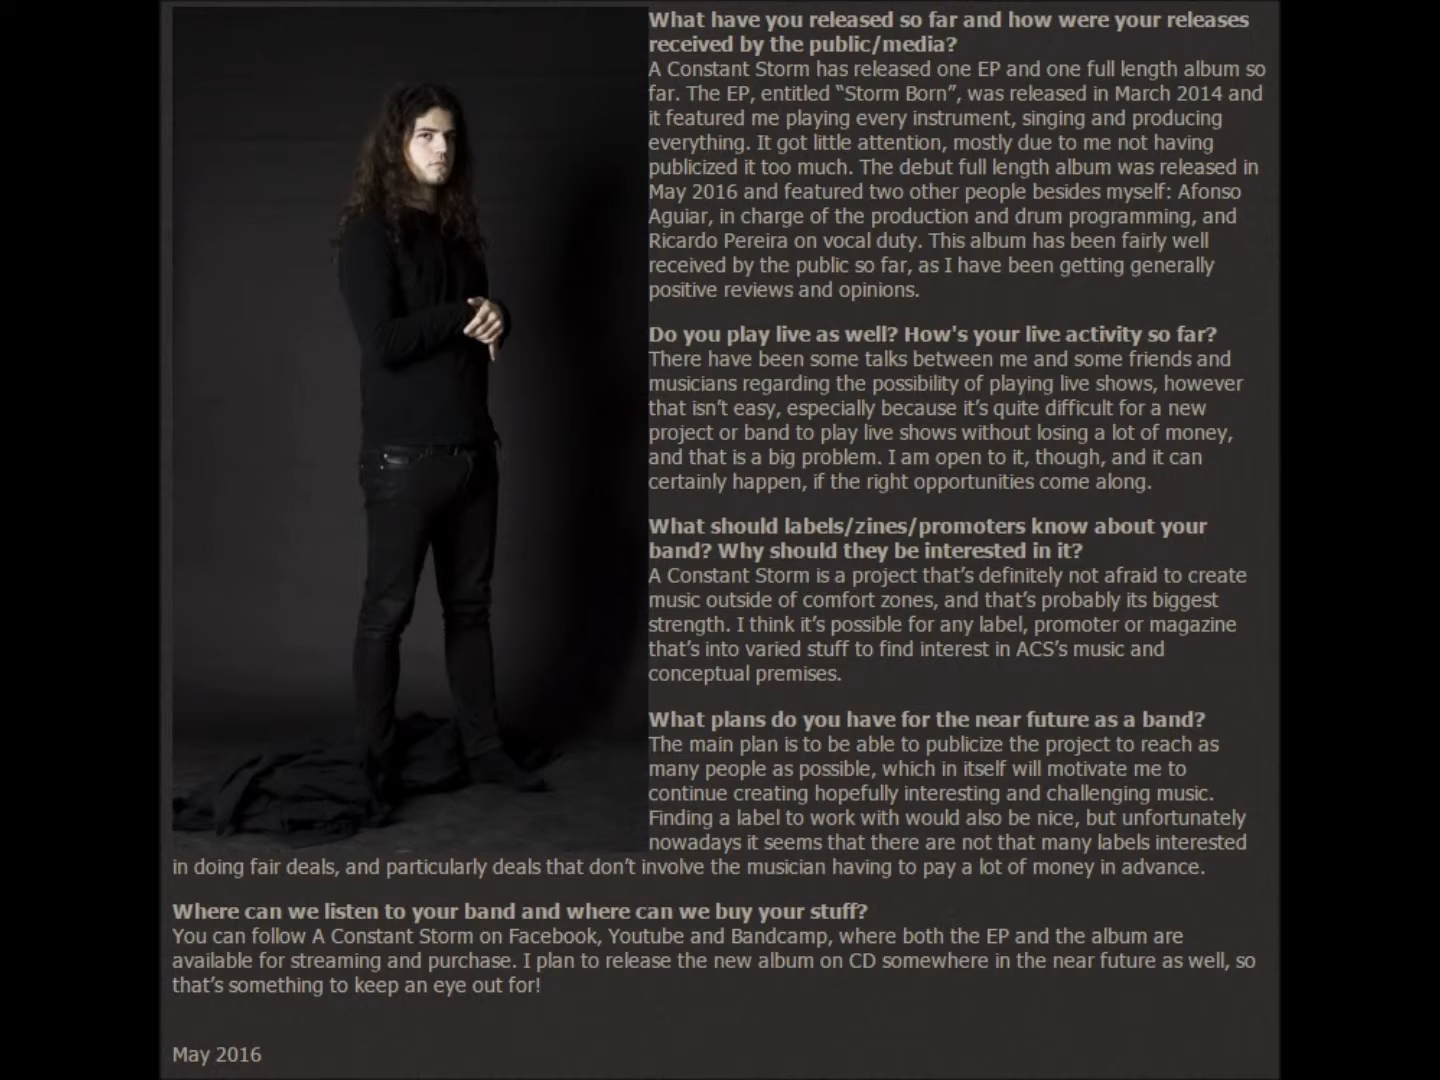 What have you released so far and how were your releases
received by the public/media?
A Constant Storm has released one EP and one full length album so
far. The EP, entitled “Storm Born”, was released in March 2014 and
it featured me playing every instrument, singing and producing
everything. It got little attention, mostly due to me not having
publicized it too much. The debut full length album was released in
May 2016 and featured two other people besides myself: Afonso
Aguiar, in charge of the production and drum programming, and
Ricardo Pereira on vocal duty. This album has been fairly well
received by the public so far, as I have been getting generally
positive reviews and opinions.
Do you play live as well? How's your live activity so far?
There have been some talks between me and some friends and
musicians regarding the possibility of playing live shows, however
that isn’t easy, especially because it’s quite difficult for a new
project or band to play live shows without losing a lot of money,
and that is a big problem. I am open to it, though, and it can
certainly happen, if the right opportunities come along.
What should labels/zines/promoters know about your
band? Why should they be interested in it?
A Constant Storm is a project that’s definitely not afraid to create
music outside of comfort zones, and that’s probably its biggest
strength. I think it’s possible for any label, promoter or magazine
that’s into varied stuff to find interest in ACS’s music and
conceptual premises.
What plans do you have for the near future as a band?
The main plan is to be able to publicize the project to reach as
many people as possible, which in itself will motivate me to
continue creating hopefully interesting and challenging music.
Finding a label to work with would also be nice, but unfortunately
nowadays it seems that there are not that many labels interested
in doing fair deals, and particularly deals that don’t involve the musician having to pay a lot of money in advance.
Where can we listen to your band and where can we buy your stuff?
You can follow A Constant Storm on Facebook, Youtube and Bandcamp, where both the EP and the album are
available for streaming and purchase. I plan to release the new album on CD somewhere in the near future as well, so
that’s something to keep an eye out for!
May 2016